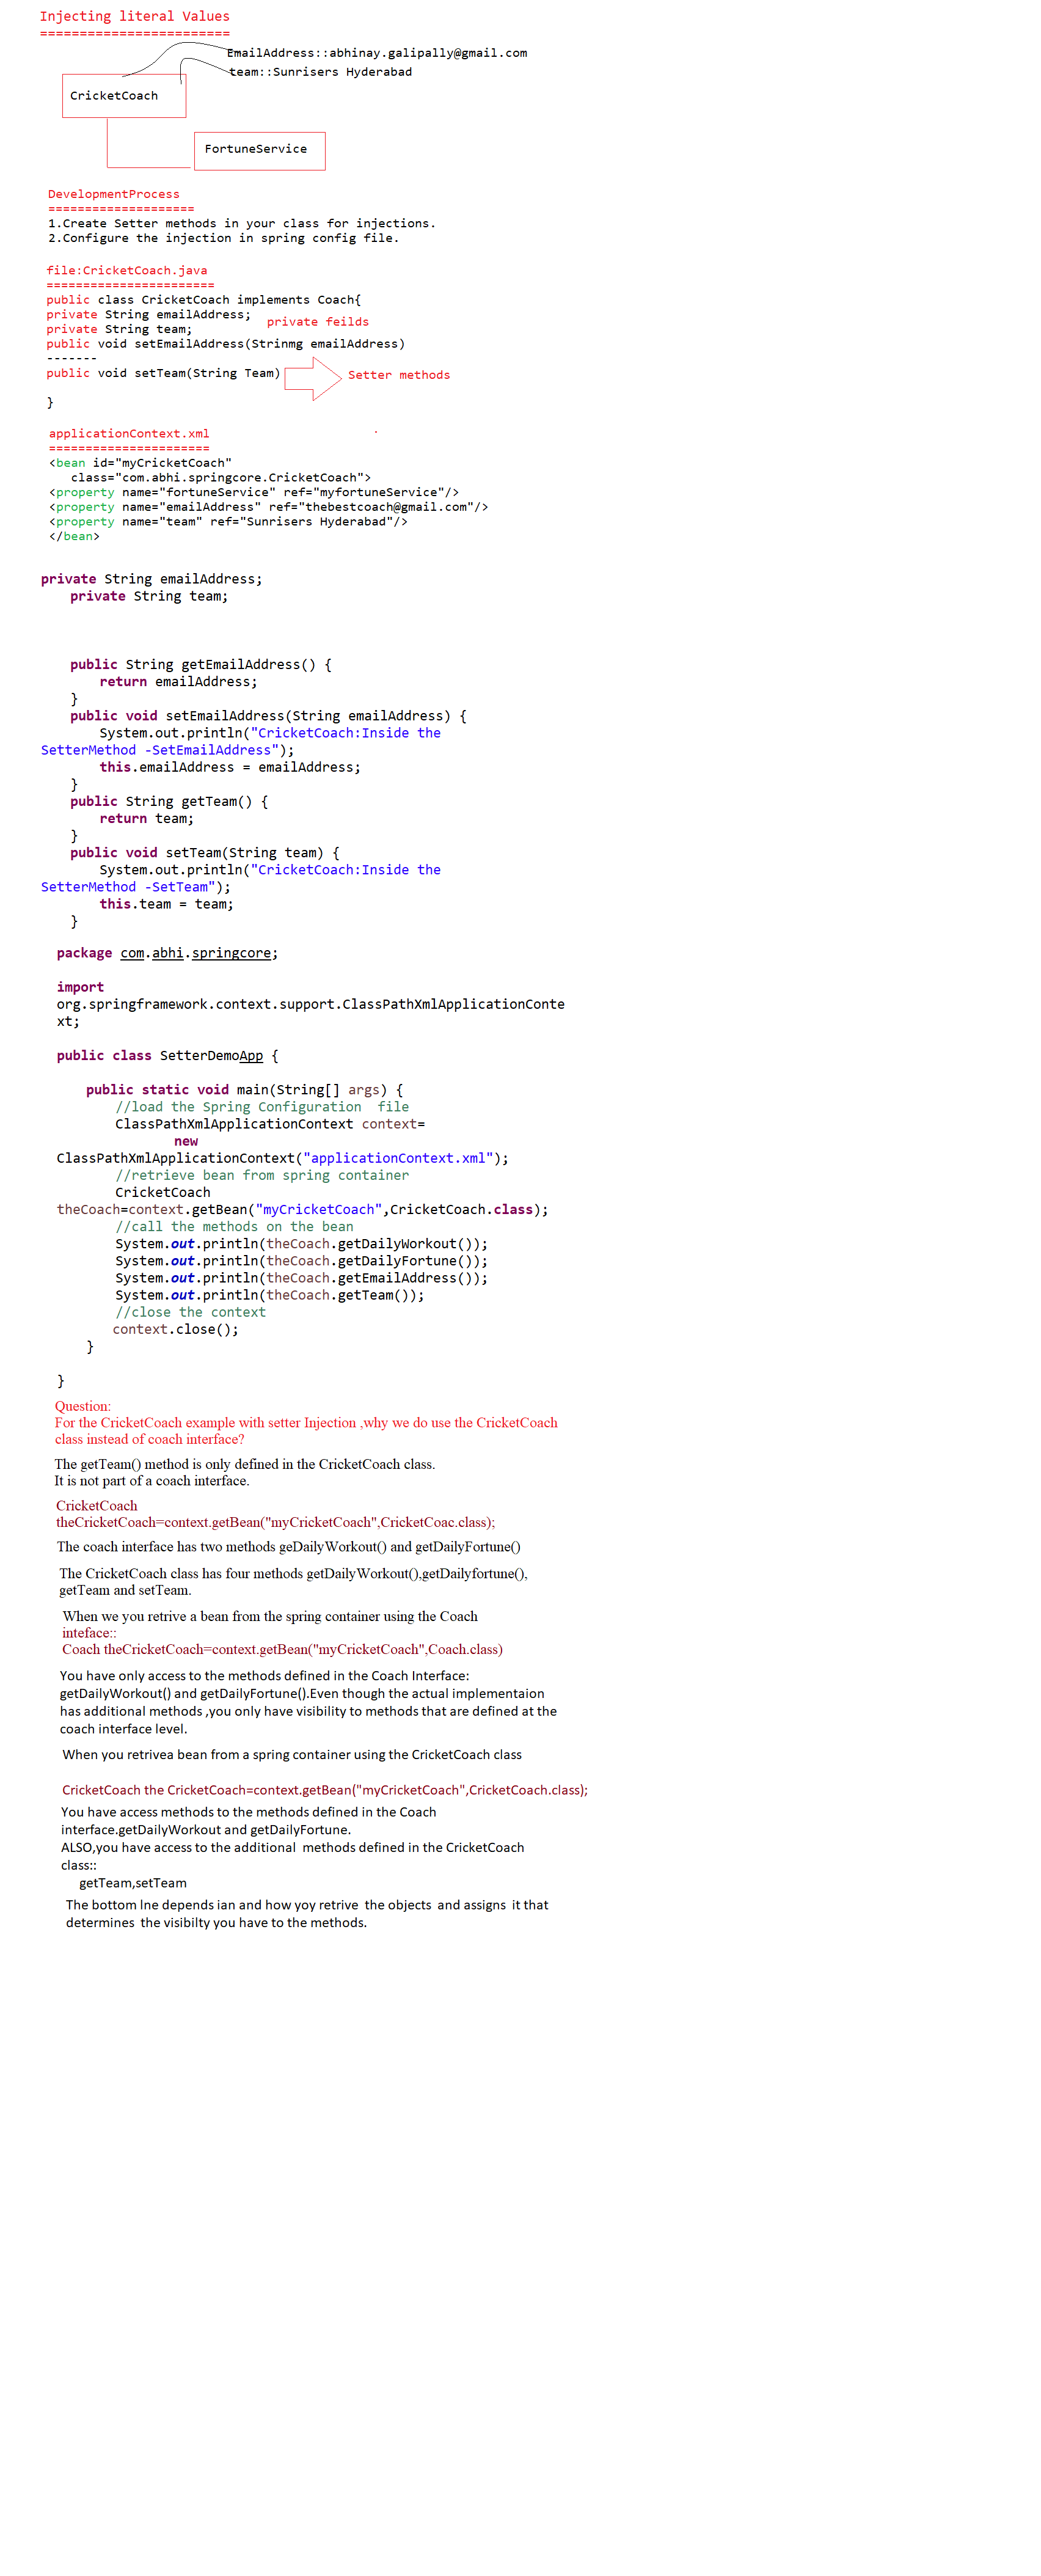 Injecting literal Values
========================
EmailAddress::abhinay.galipally@gmail.com
team::Sunrisers Hyderabad
CricketCoach
FortuneService
DevelopmentProcess
====================
1.Create Setter methods in your class for injections.
2.Configure the injection in spring config file.
file:CricketCoach.java
=======================
public class CricketCoach implements Coach{
private String emailAddress;
private feilds
private String team;
public void setEmailAddress(Strinmg emailAddress)
-------
public void setTeam(String Team)
Setter methods
}
applicationContext.xml
======================
<bean id="myCricketCoach"
class="com.abhi.springcore.CricketCoach">
<property name="fortuneService" ref="myfortuneService"/>
<property name="emailAddress" ref="thebestcoach@gmail.com"/>
<property name="team" ref="Sunrisers Hyderabad"/>
</bean>
private String emailAddress;
private String team;
public String getEmailAddress() {
return emailAddress;
}
public void setEmailAddress(String emailAddress) {
System.out.println("CricketCoach:Inside the
SetterMethod -SetEmailAddress");
this.emailAddress = emailAddress;
}
public String getTeam() {
return team;
}
public void setTeam(String team) {
System.out.println("CricketCoach:Inside the
SetterMethod -SetTeam");
this.team = team;
}
package com.abhi.springcore;
import
org.springframework.context.support.ClassPathXmlApplicationConte
xt;
public class SetterDemoApp {
public static void main(String[] args) {
//load the Spring Configuration  file
ClassPathXmlApplicationContext context=
new
ClassPathXmlApplicationContext("applicationContext.xml");
//retrieve bean from spring container
CricketCoach
theCoach=context.getBean("myCricketCoach",CricketCoach.class);
//call the methods on the bean
System.out.println(theCoach.getDailyWorkout());
System.out.println(theCoach.getDailyFortune());
System.out.println(theCoach.getEmailAddress());
System.out.println(theCoach.getTeam());
//close the context
context.close();
}
}
Question:
For the CricketCoach example with setter Injection ,why we do use the CricketCoach
class instead of coach interface?
The getTeam() method is only defined in the CricketCoach class.
It is not part of a coach interface.
CricketCoach
theCricketCoach=context.getBean("myCricketCoach",CricketCoac.class);
The coach interface has two methods geDailyWorkout() and getDailyFortune()
The CricketCoach class has four methods getDailyWorkout(),getDailyfortune(),
getTeam and setTeam.
When we you retrive a bean from the spring container using the Coach
inteface::
Coach theCricketCoach=context.getBean("myCricketCoach",Coach.class)
You have only access to the methods defined in the Coach Interface:
getDailyWorkout() and getDailyFortune().Even though the actual implementaion
has additional methods ,you only have visibility to methods that are defined at the
coach interface level.
When you retrivea bean from a spring container using the CricketCoach class
CricketCoach the CricketCoach=context.getBean("myCricketCoach",CricketCoach.class);
You have access methods to the methods defined in the Coach
interface.getDailyWorkout and getDailyFortune.
ALSO,you have access to the additional  methods defined in the CricketCoach
class::
getTeam,setTeam
The bottom lne depends ian and how yoy retrive  the objects  and assigns  it that
determines  the visibilty you have to the methods.